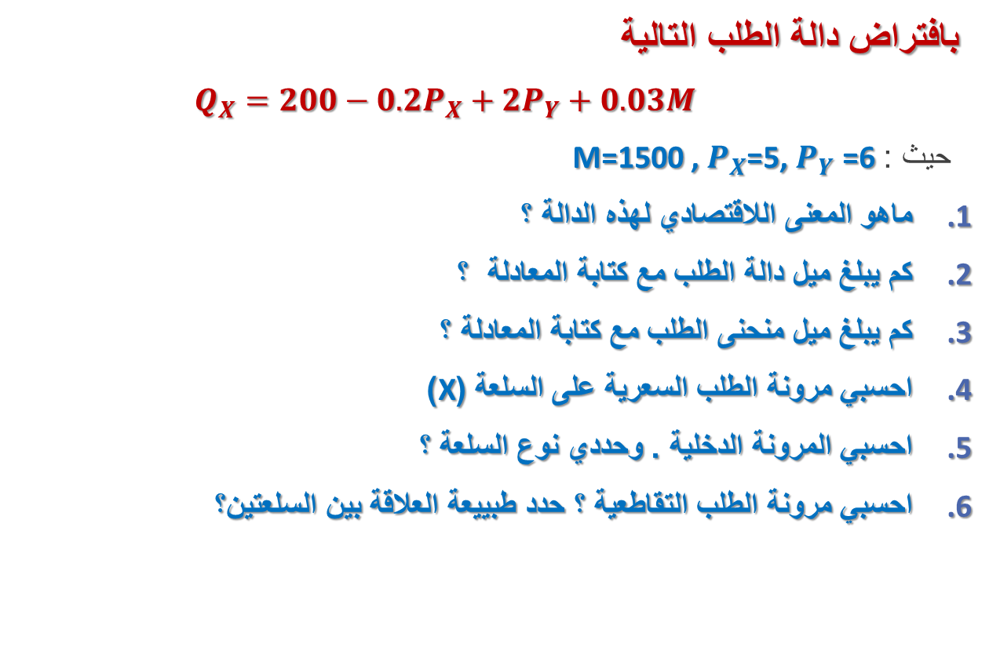 بافتراض دالة الطلب التالية
Q_X = 200 − 0.2P_X + 2P_Y + 0.03M
حيث : M=1500 , P_X=5, P_Y =6
1. ماهو المعنى اللاقتصادي لهذه الدالة ؟
2. كم يبلغ ميل دالة الطلب مع كتابة المعادلة ؟
3. كم يبلغ ميل منحنى الطلب مع كتابة المعادلة ؟
4. احسبي مرونة الطلب السعرية على السلعة (X)
5. احسبي المرونة الدخلية . وحددي نوع السلعة ؟
6. احسبي مرونة الطلب التقاطعية ؟ حدد طبييعة العلاقة بين السلعتين؟